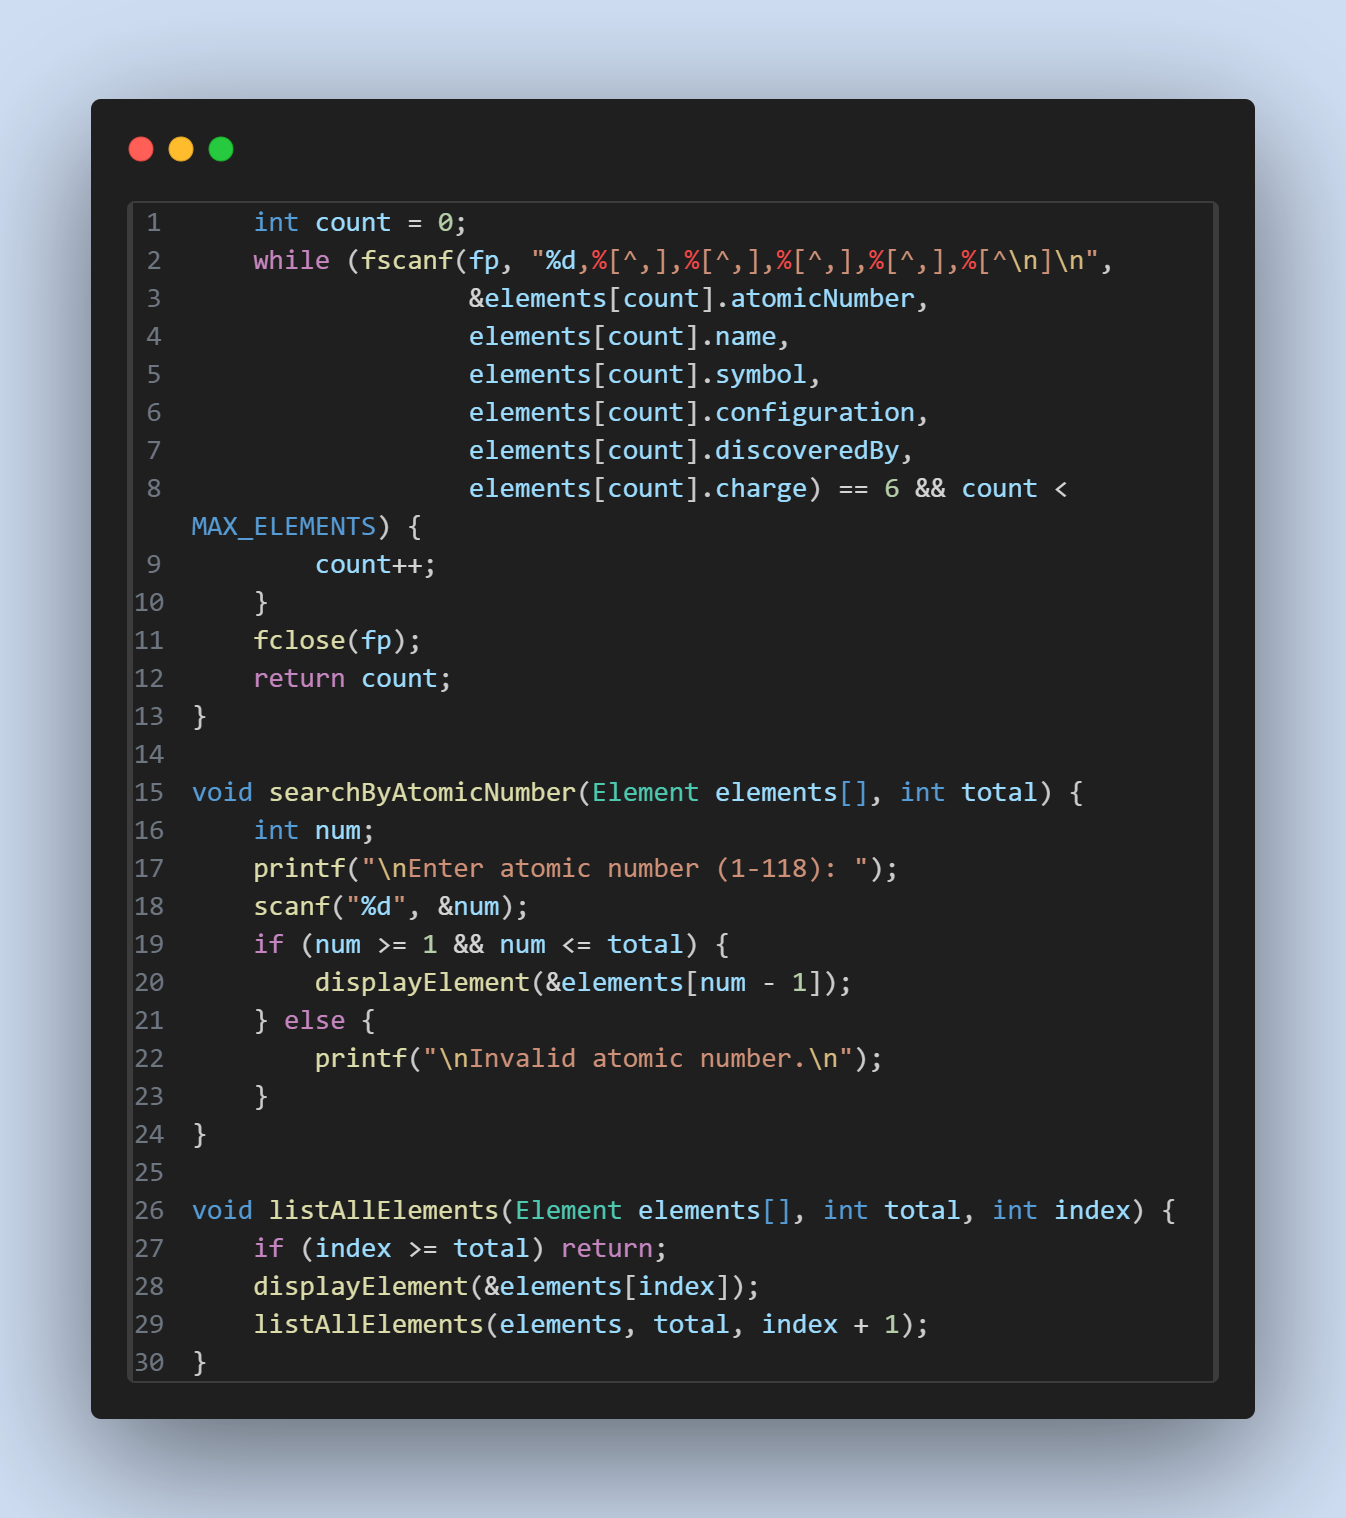 1 int count = 0;
2 while (fscanf(fp, "%d,%[^,],%[^,],%[^,],%[^,],%[^\n]\n",
3 &elements[count].atomicNumber,
4 elements[count].name,
5 elements[count].symbol,
6 elements[count].configuration,
7 elements[count].discoveredBy,
8 elements[count].charge) == 6 && count <
MAX_ELEMENTS) {
9 count++;
10 }
11 fclose(fp);
12 return count;
13 }
14
15 void searchByAtomicNumber(Element elements[], int total) {
16 int num;
17 printf("\nEnter atomic number (1-118): ");
18 scanf("%d", &num);
19 if (num >= 1 && num <= total) {
20 displayElement(&elements[num - 1]);
21 } else {
22 printf("\nInvalid atomic number.\n");
23 }
24 }
25
26 void listAllElements(Element elements[], int total, int index) {
27 if (index >= total) return;
28 displayElement(&elements[index]);
29 listAllElements(elements, total, index + 1);
30 }